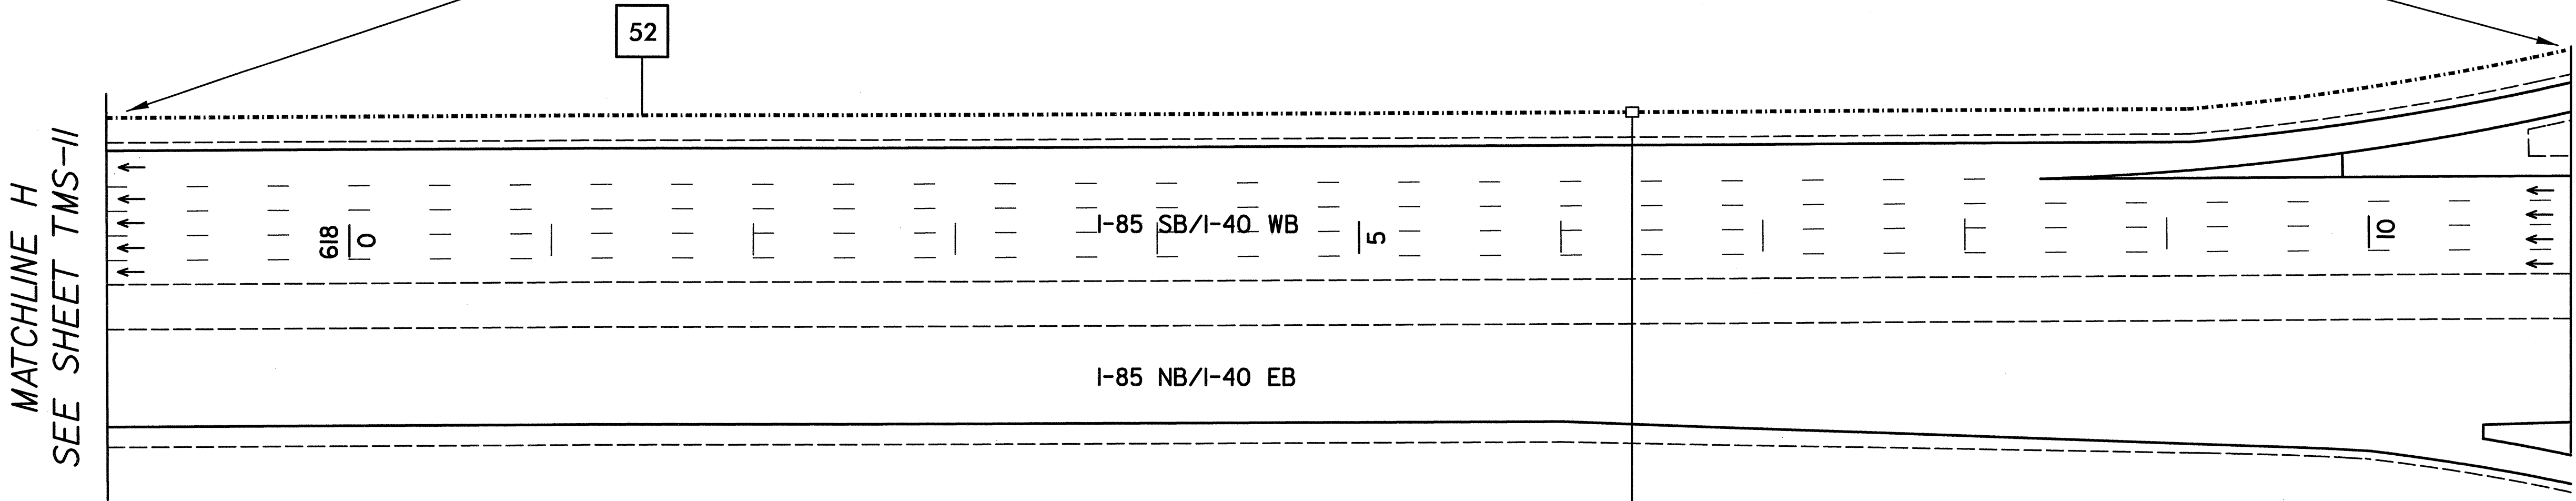 52
MATCHLINE H
SEE SHEET TMS-11
I-85 SB/I-40 WB
618
0
5
10
I-85 NB/I-40 EB